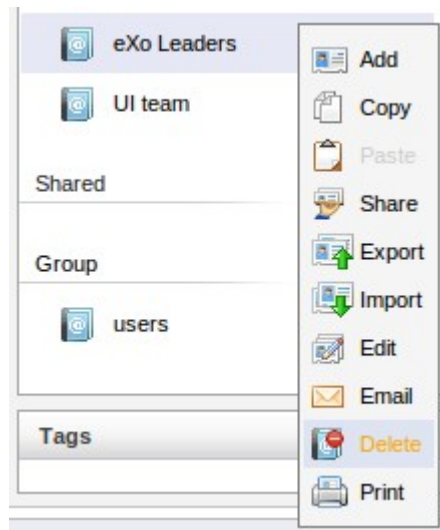 eXo Leaders
UI team
Shared
Group
users
Tags
Add
Copy
Paste
Share
Export
Import
Edit
Email
Delete
Print